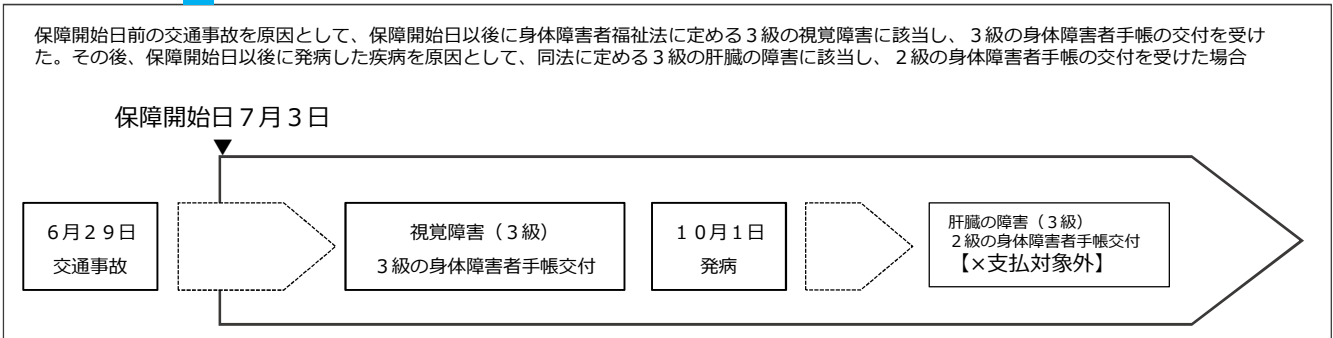 保障開始日前の交通事故を原因として、保障開始日以後に身体障害者福祉法に定める３級の視覚障害に該当し、３級の身体障害者手帳の交付を受け
た。その後、保障開始日以後に発病した疾病を原因として、同法に定める３級の肝臓の障害に該当し、２級の身体障害者手帳の交付を受けた場合
保障開始日７月３日
▼
６月２９日
交通事故
視覚障害（３級）
３級の身体障害者手帳交付
１０月１日
発病
肝臓の障害（３級）
２級の身体障害者手帳交付
【×支払対象外】